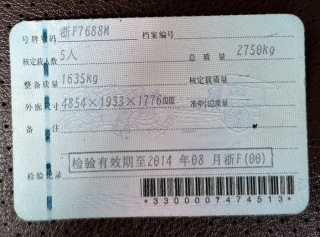 号牌号码 浙F7688M 档案编号
核定载人数 5人 总质量 2750kg
整备质量 1635kg 核定载质量
外廓尺寸 4854×1933×1776mm 准牵引总质量
备注
检验有效期至2014年08月浙F(00)
检验记录
*3300007474513*